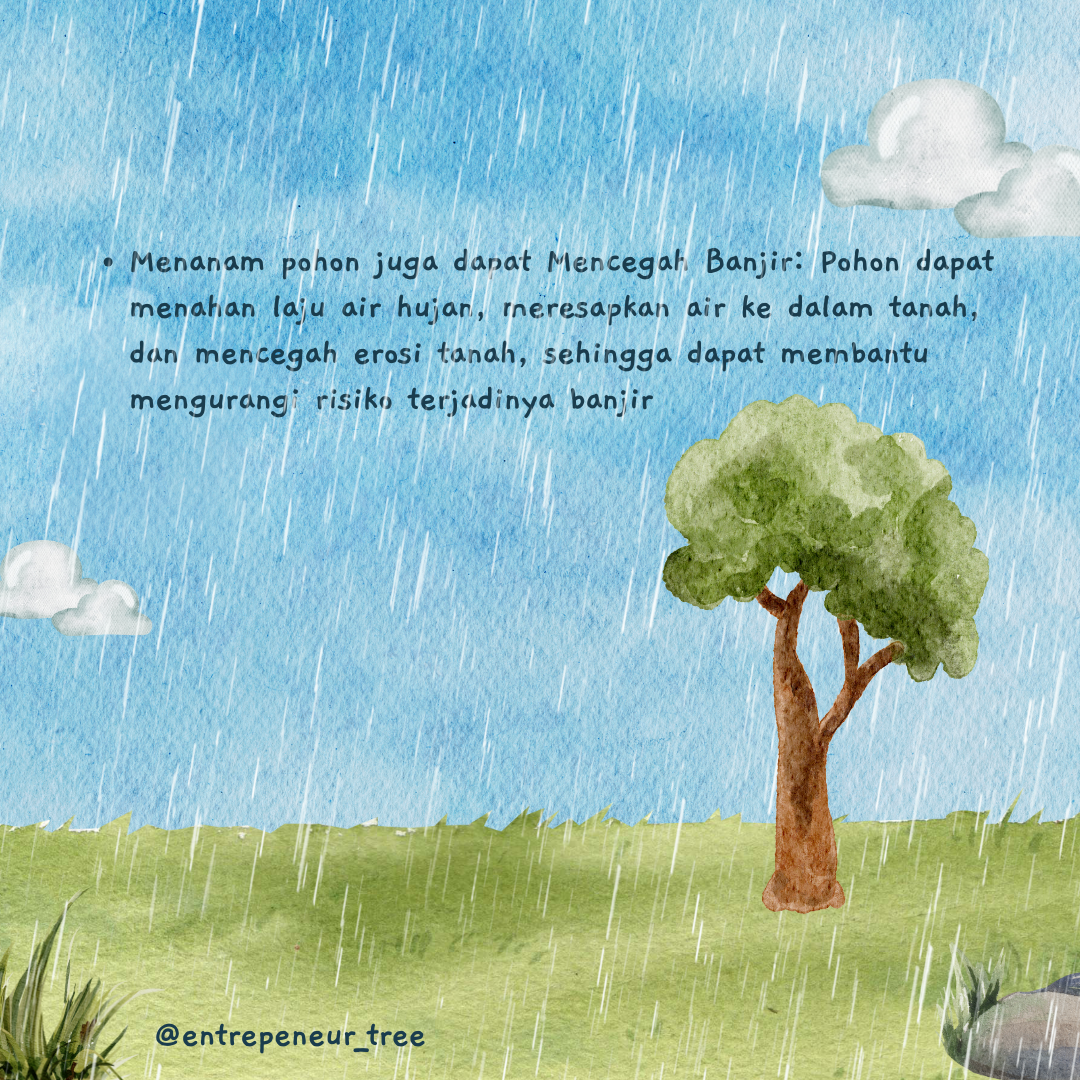 • Menanam pohon juga dapat Mencegah Banjir: Pohon dapat
menahan laju air hujan, meresapkan air ke dalam tanah,
dan mencegah erosi tanah, sehingga dapat membantu
mengurangi risiko terjadinya banjir
@entrepeneur_tree